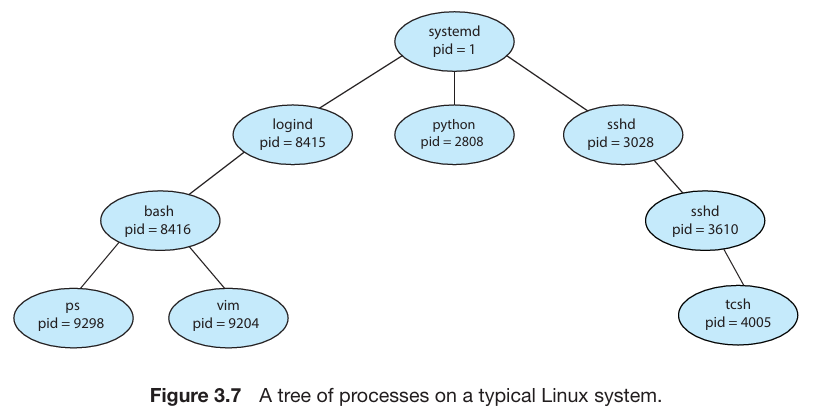 systemd
pid = 1
logind
pid = 8415
python
pid = 2808
sshd
pid = 3028
bash
pid = 8416
sshd
pid = 3610
ps
pid = 9298
vim
pid = 9204
tcsh
pid = 4005
Figure 3.7 A tree of processes on a typical Linux system.